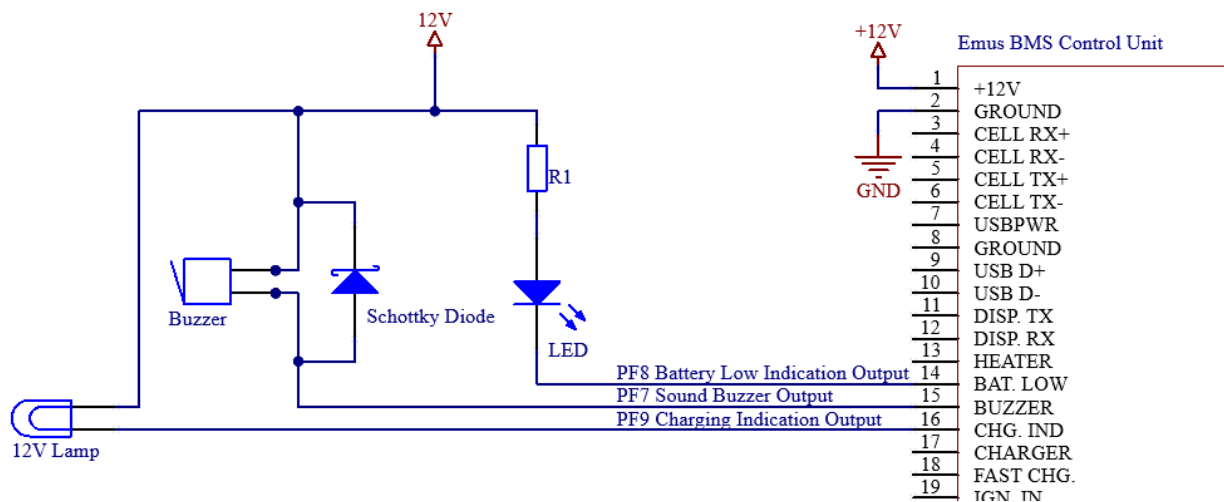 12V
+12V
Emus BMS Control Unit
1 +12V
2 GROUND
3 CELL RX+
4 CELL RX-
5 CELL TX+
6 CELL TX-
7 USBPWR
8 GROUND
9 USB D+
10 USB D-
11 DISP. TX
12 DISP. RX
13 HEATER
14 BAT. LOW
15 BUZZER
16 CHG. IND
17 CHARGER
18 FAST CHG.
19 IGN. IN
GND
R1
Buzzer
Schottky Diode
LED
PF8 Battery Low Indication Output
PF7 Sound Buzzer Output
PF9 Charging Indication Output
12V Lamp